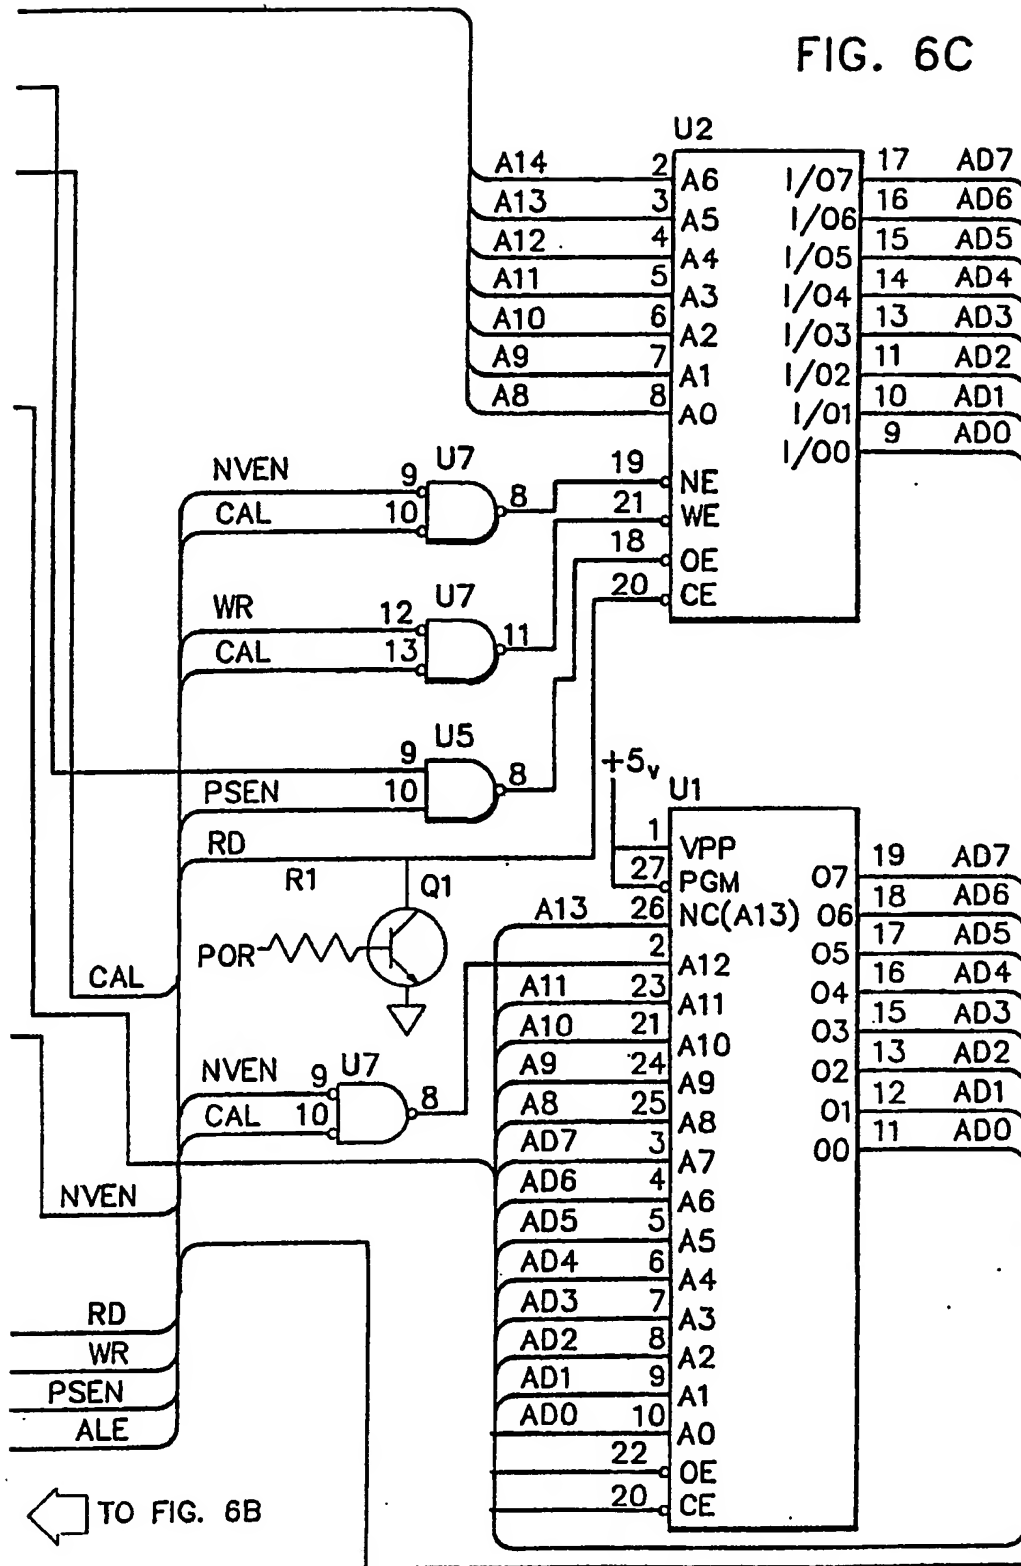 FIG. 6C
U2
A14 2 A6 I/O7 17 AD7
A13 3 A5 I/O6 16 AD6
A12 4 A4 I/O5 15 AD5
A11 5 A3 I/O4 14 AD4
A10 6 A2 I/O3 13 AD3
A9 7 A1 I/O2 11 AD2
A8 8 A0 I/O1 10 AD1
I/O0 9 AD0
U7
NVEN 9 8 19 NE
CAL 10 21 WE
18 OE
20 CE
U7
WR 12 11
CAL 13
U5
9 8
PSEN 10
RD
+5v
U1
1 VPP O7 19 AD7
27 PGM O6 18 AD6
A13 26 NC(A13) O5 17 AD5
2 A12 O4 16 AD4
A11 23 A11 O3 15 AD3
A10 21 A10 O2 13 AD2
A9 24 A9 O1 12 AD1
A8 25 A8 O0 11 AD0
AD7 3 A7
AD6 4 A6
AD5 5 A5
AD4 6 A4
AD3 7 A3
AD2 8 A2
AD1 9 A1
AD0 10 A0
22 OE
20 CE
R1 Q1
POR
CAL
U7
NVEN 9 8
CAL 10
NVEN
RD
WR
PSEN
ALE
TO FIG. 6B